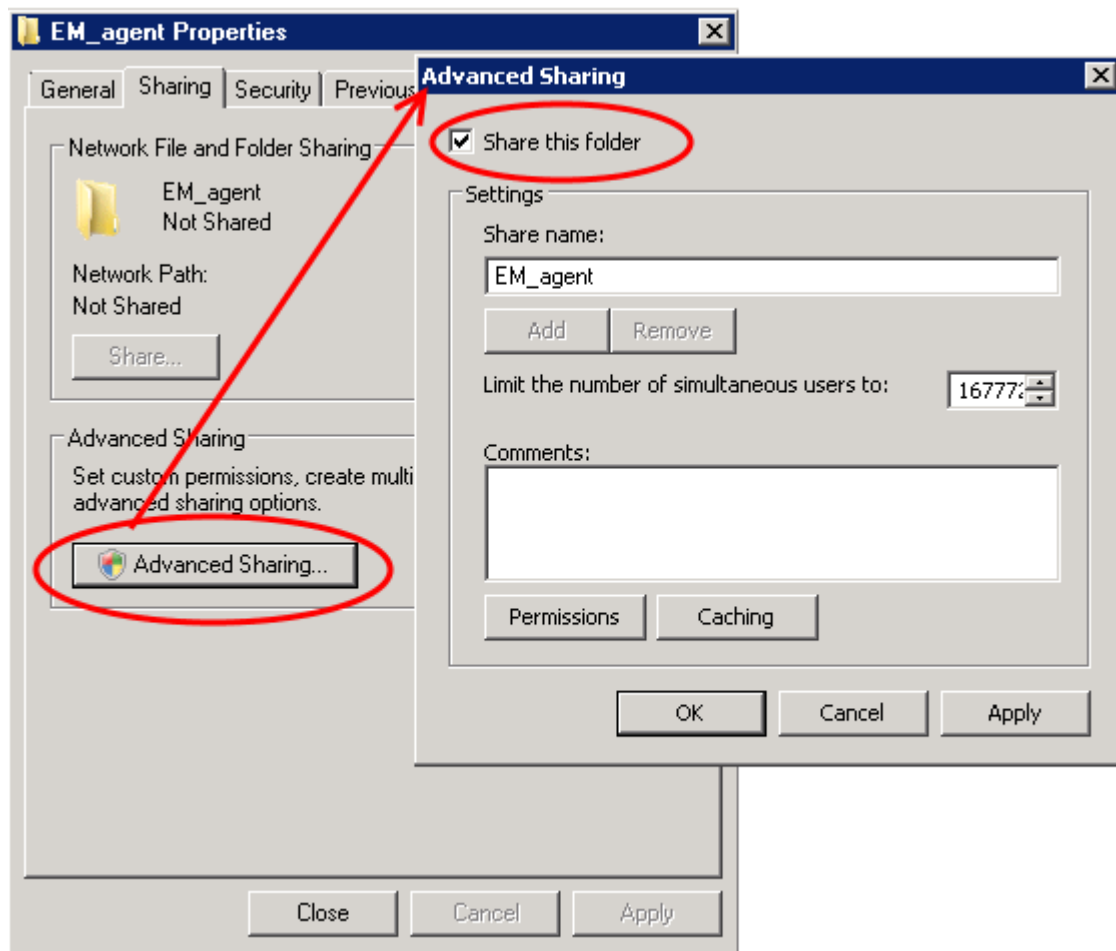 EM_agent Properties
General
Sharing
Security
Previous
Network File and Folder Sharing
EM_agent
Not Shared
Network Path:
Not Shared
Share...
Advanced Sharing
Set custom permissions, create multi
advanced sharing options.
Advanced Sharing...
Close
Cancel
Apply
Advanced Sharing
Share this folder
Settings
Share name:
EM_agent
Add
Remove
Limit the number of simultaneous users to:
16777
Comments:
Permissions
Caching
OK
Cancel
Apply